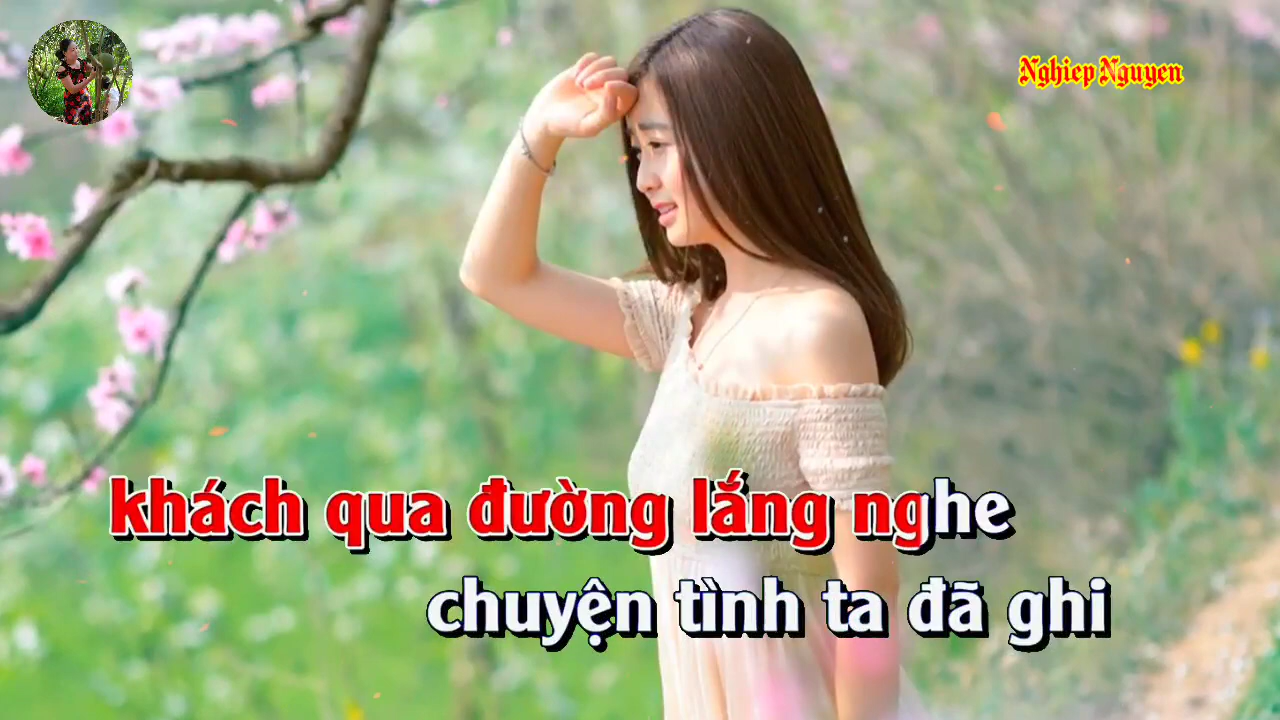 Nghiep Nguyen
khách qua đường lắng nghe
chuyện tình ta đã ghi